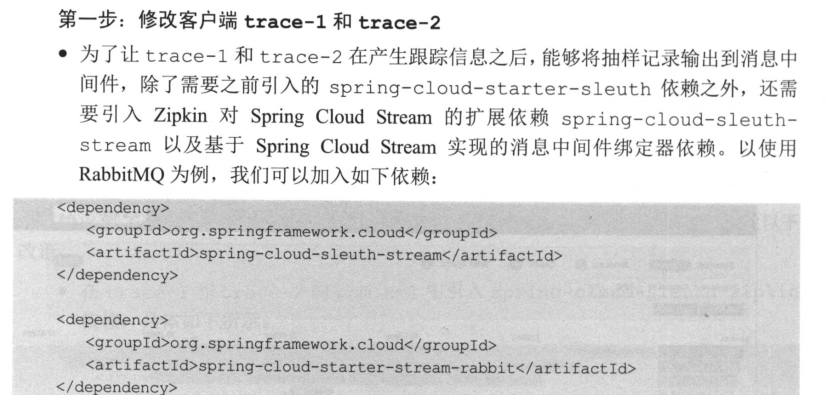 第一步：修改客户端 trace-1 和 trace-2
● 为了让 trace-1 和 trace-2 在产生跟踪信息之后，能够将抽样记录输出到消息中
间件，除了需要之前引入的 spring-cloud-starter-sleuth 依赖之外，还需
要引入 Zipkin 对 Spring Cloud Stream 的扩展依赖 spring-cloud-sleuth-
stream 以及基于 Spring Cloud Stream 实现的消息中间件绑定器依赖。以使用
RabbitMQ 为例，我们可以加入如下依赖：
<dependency>
<groupId>org.springframework.cloud</groupId>
<artifactId>spring-cloud-sleuth-stream</artifactId>
</dependency>
<dependency>
<groupId>org.springframework.cloud</groupId>
<artifactId>spring-cloud-starter-stream-rabbit</artifactId>
</dependency>